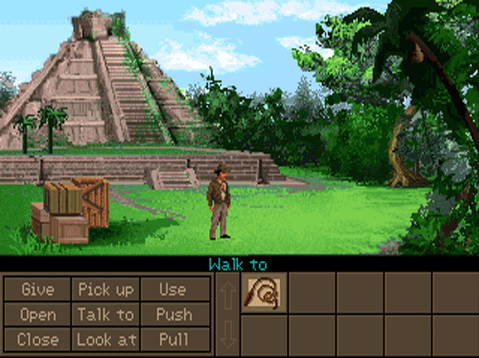 Walk to
Give Pick up Use
Open Talk to Push
Close Look at Pull